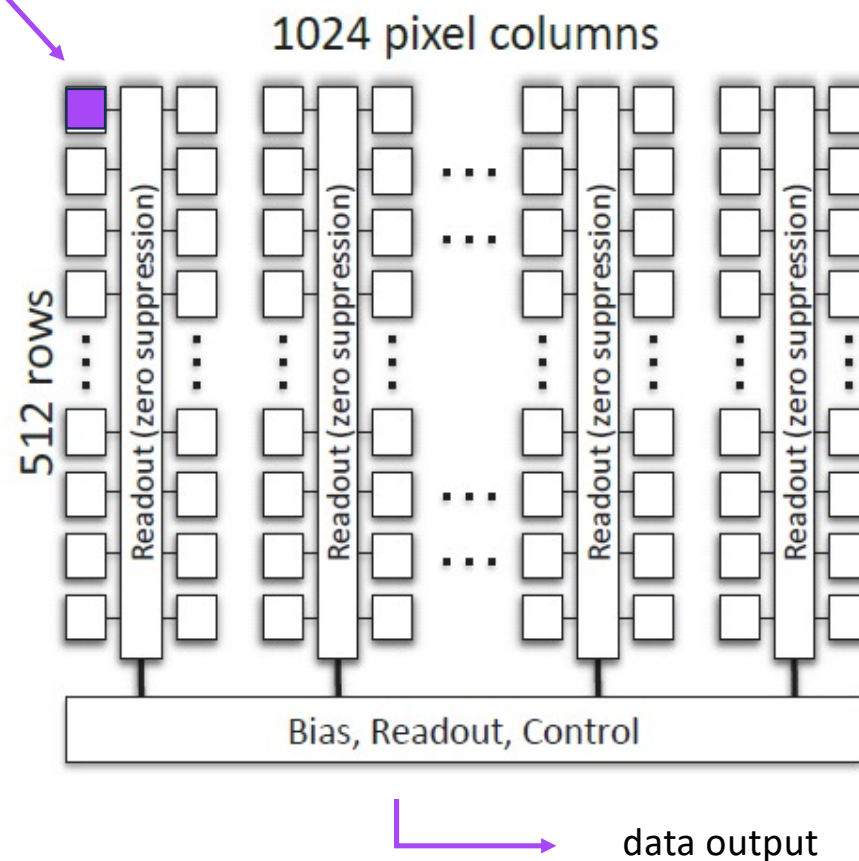 1024 pixel columns
512 rows
Readout (zero suppression)
Readout (zero suppression)
Readout (zero suppression)
Readout (zero suppression)
Bias, Readout, Control
data output